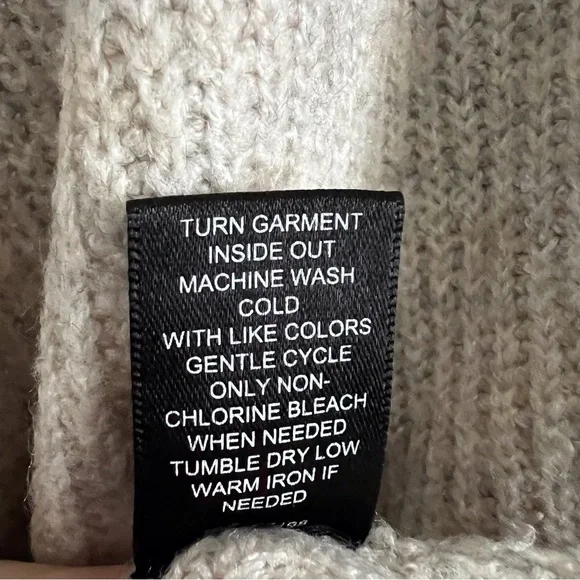 TURN GARMENT
INSIDE OUT
MACHINE WASH
COLD
WITH LIKE COLORS
GENTLE CYCLE
ONLY NON-
CHLORINE BLEACH
WHEN NEEDED
TUMBLE DRY LOW
WARM IRON IF
NEEDED